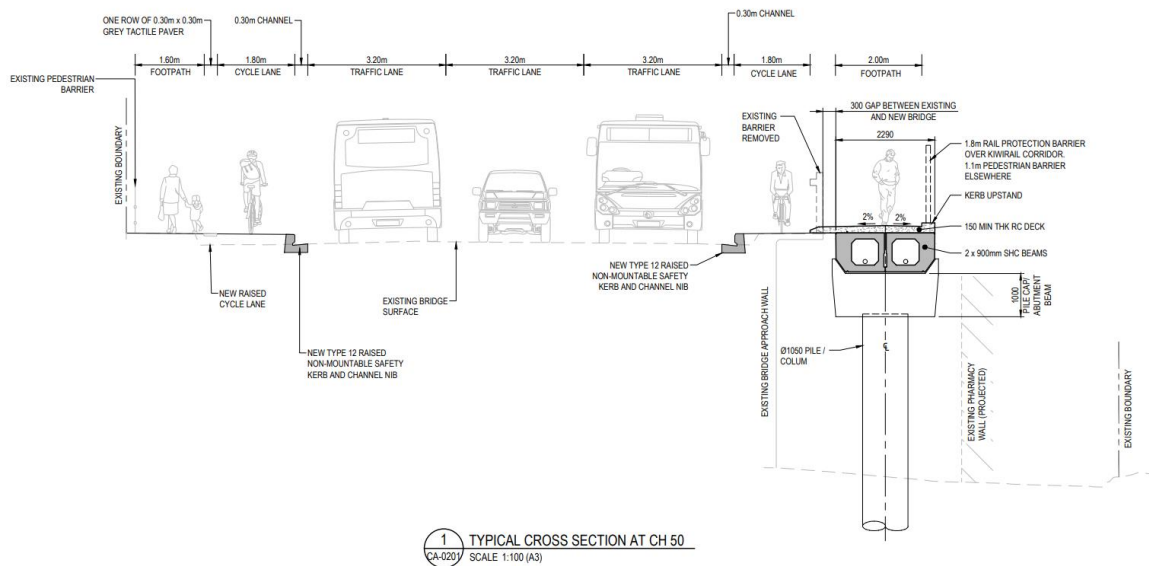 ONE ROW OF 0.30m x 0.30m
GREY TACTILE PAVER
0.30m CHANNEL
0.30m CHANNEL
1.60m
FOOTPATH
1.80m
CYCLE LANE
3.20m
TRAFFIC LANE
3.20m
TRAFFIC LANE
3.20m
TRAFFIC LANE
1.80m
CYCLE LANE
2.00m
FOOTPATH
EXISTING PEDESTRIAN
BARRIER
EXISTING BOUNDARY
300 GAP BETWEEN EXISTING
AND NEW BRIDGE
EXISTING
BARRIER
REMOVED
2290
1.8m RAIL PROTECTION BARRIER
OVER KIWIRAIL CORRIDOR.
1.1m PEDESTRIAN BARRIER
ELSEWHERE
KERB UPSTAND
2%
2%
150 MIN THK RC DECK
2 x 900mm SHC BEAMS
NEW RAISED
CYCLE LANE
NEW TYPE 12 RAISED
NON-MOUNTABLE SAFETY
KERB AND CHANNEL NIB
EXISTING BRIDGE
SURFACE
NEW TYPE 12 RAISED
NON-MOUNTABLE SAFETY
KERB AND CHANNEL NIB
EXISTING BRIDGE APPROACH WALL
1000
PILE CAP/
ABUTMENT
BEAM
Ø1050 PILE /
COLUM
℄
EXISTING PHARMACY
WALL (PROJECTED)
EXISTING BOUNDARY
1
CA-0201
TYPICAL CROSS SECTION AT CH 50
SCALE 1:100 (A3)